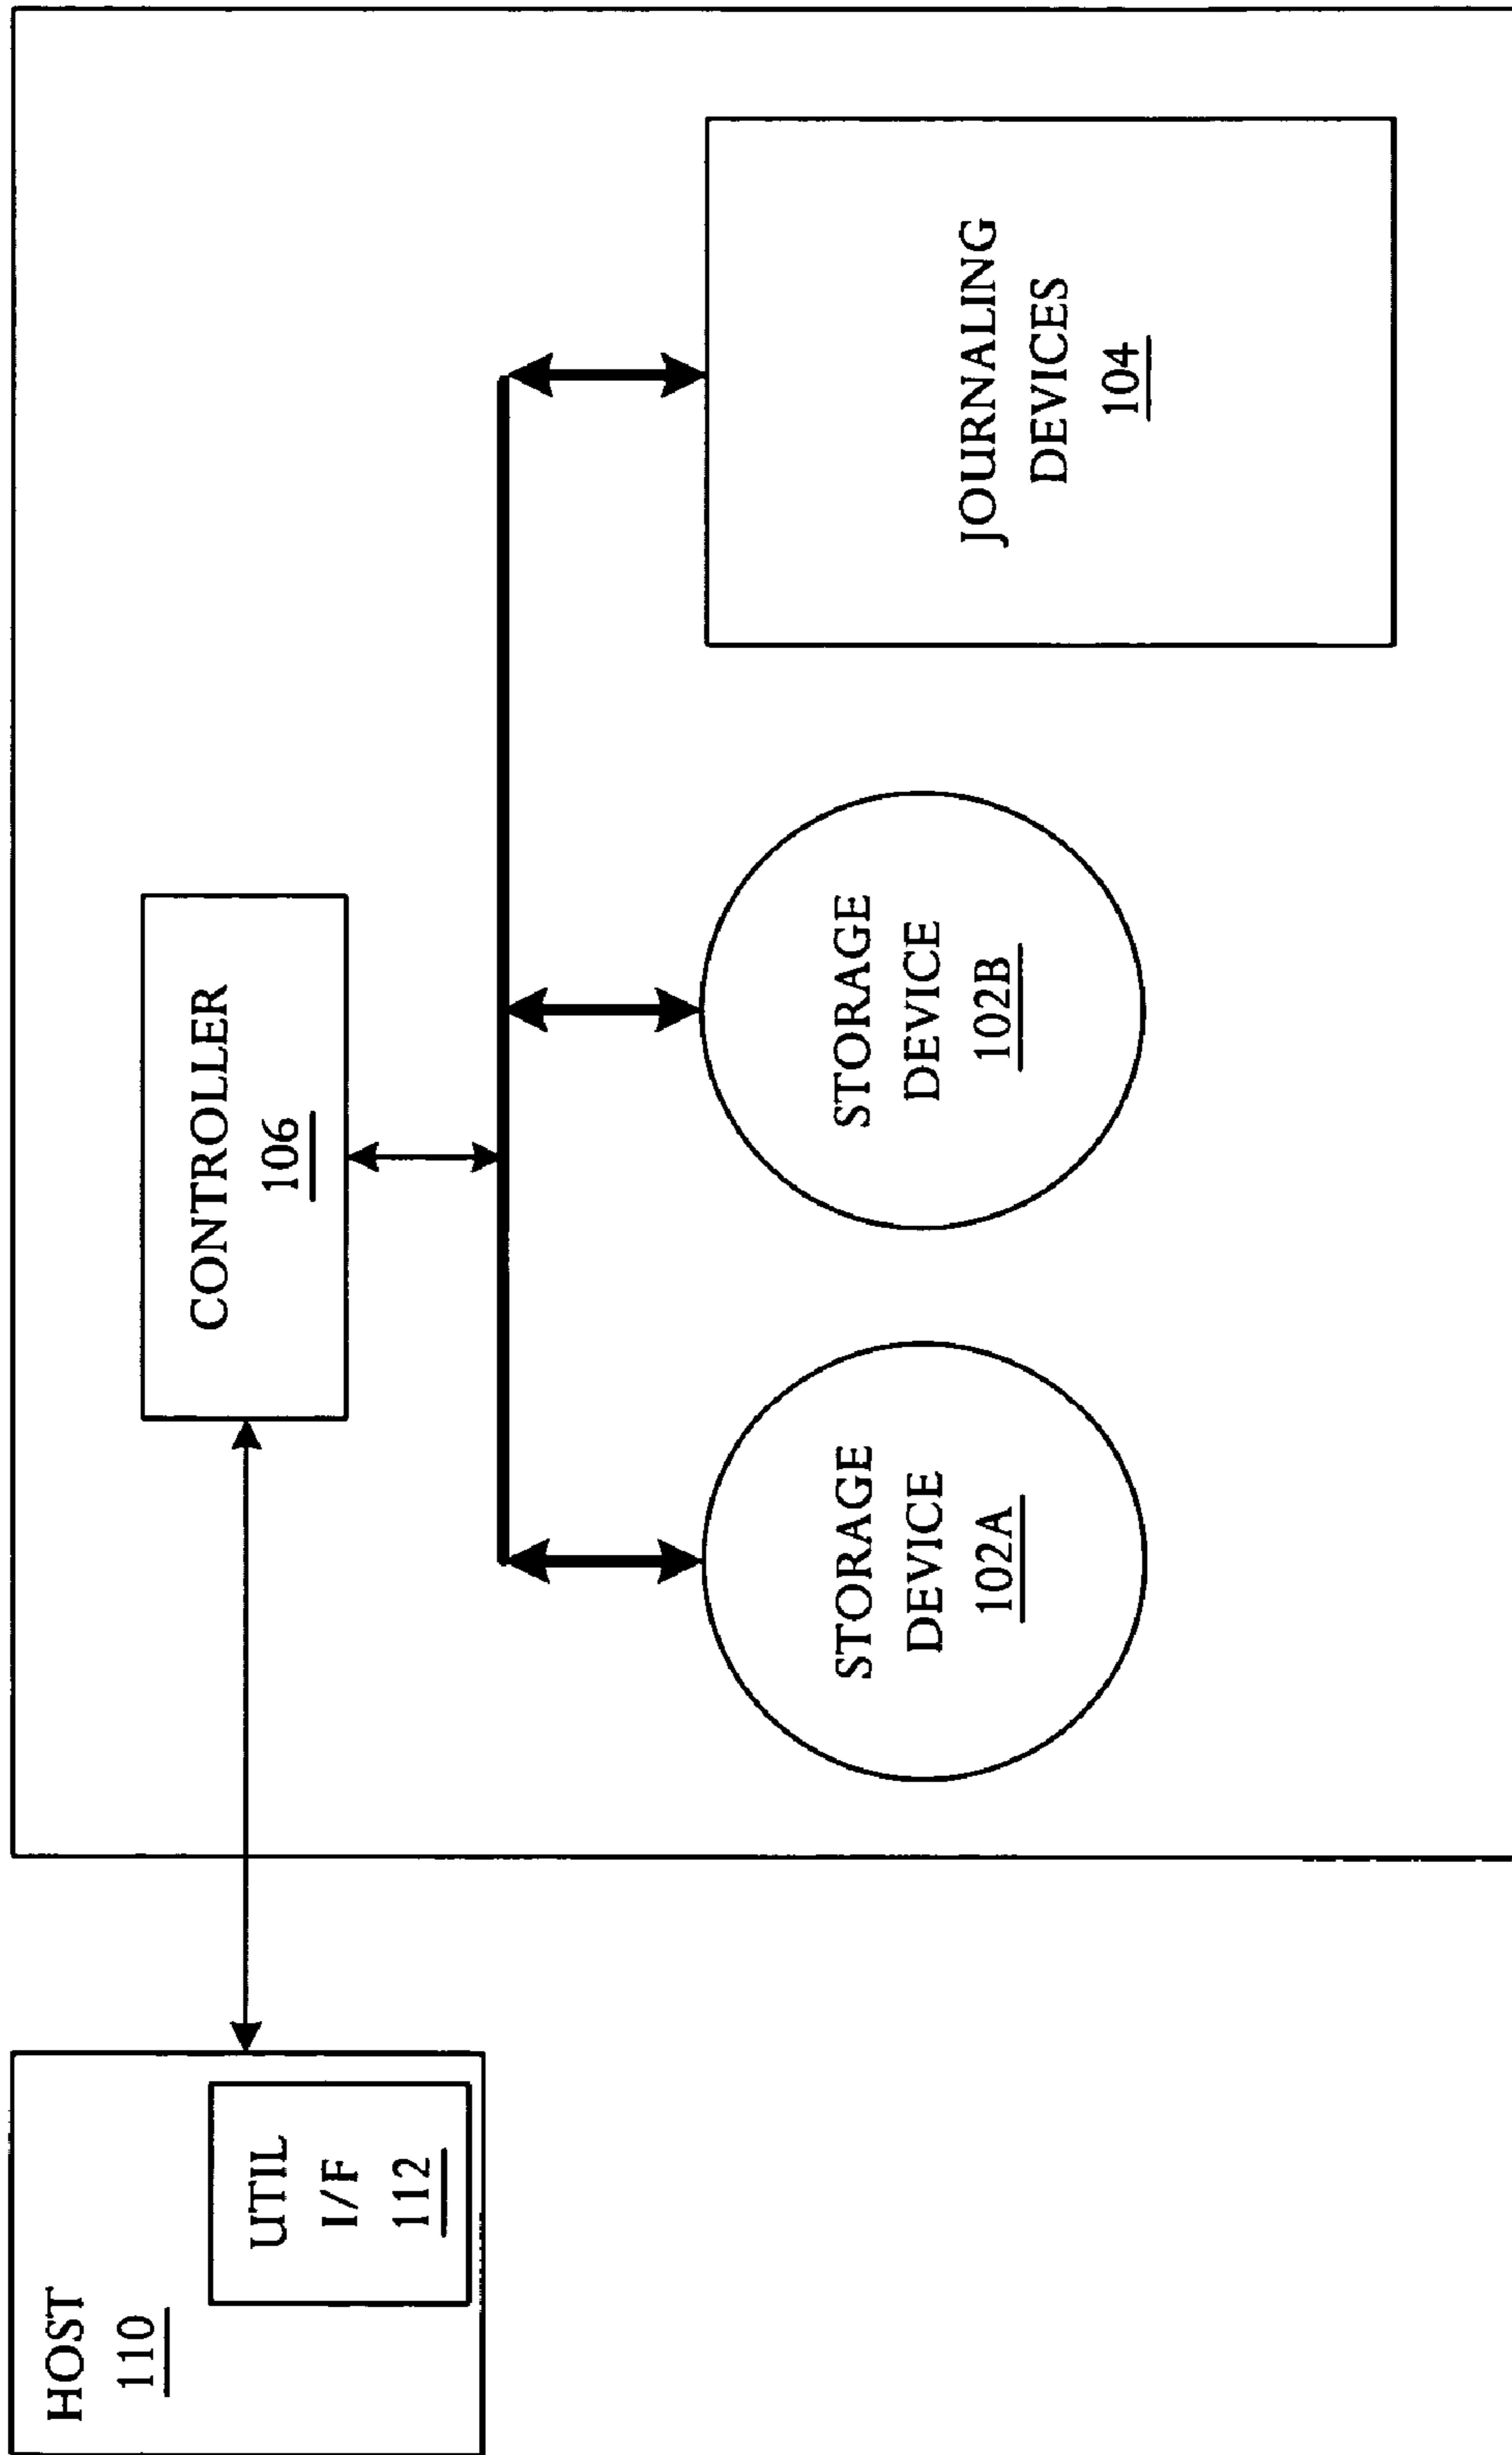 HOST
110
UTIL
I/F
112
CONTROLLER
106
STORAGE
DEVICE
102A
STORAGE
DEVICE
102B
JOURNALING
DEVICES
104